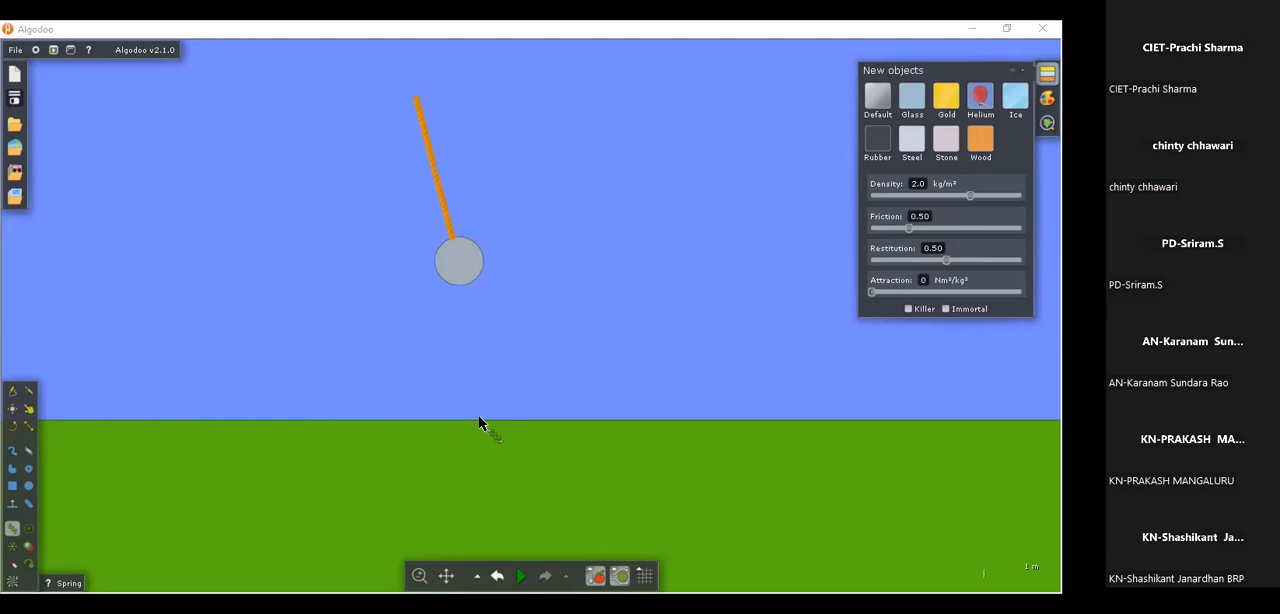 Algodoo
File
?
Algodoo v2.1.0
New objects
Default Glass Gold Helium Ice
Rubber Steel Stone Wood
Density: 2.0 kg/m²
Friction: 0.50
Restitution: 0.50
Attraction: 0 Nm²/kg²
Killer Immortal
? Spring
1 m
CIET-Prachi Sharma
CIET-Prachi Sharma
chinty chhawari
chinty chhawari
PD-Sriram.S
PD-Sriram.S
AN-Karanam Sun...
AN-Karanam Sundara Rao
KN-PRAKASH MA...
KN-PRAKASH MANGALURU
KN-Shashikant Ja...
KN-Shashikant Janardhan BRP